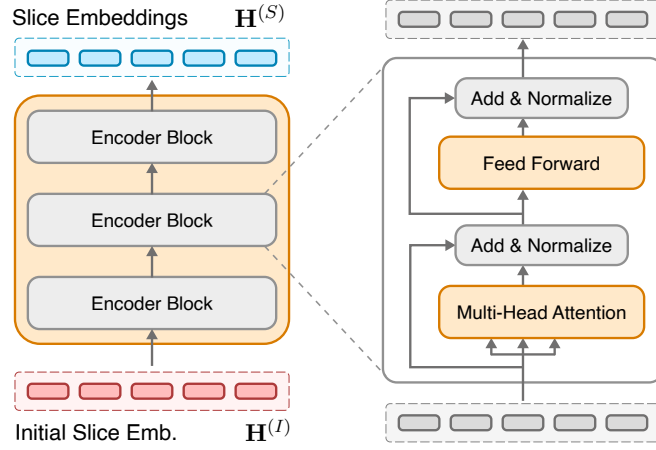 Slice Embeddings H^(S)
Encoder Block
Encoder Block
Encoder Block
Initial Slice Emb. H^(I)
Add & Normalize
Feed Forward
Add & Normalize
Multi-Head Attention